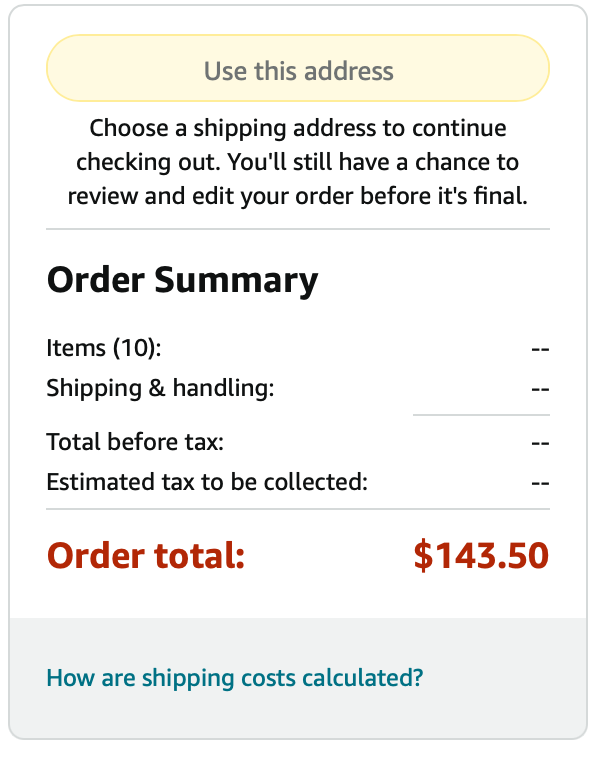 Use this address
Choose a shipping address to continue
checking out. You'll still have a chance to
review and edit your order before it's final.
Order Summary
Items (10): --
Shipping & handling: --
Total before tax: --
Estimated tax to be collected: --
Order total: $143.50
How are shipping costs calculated?